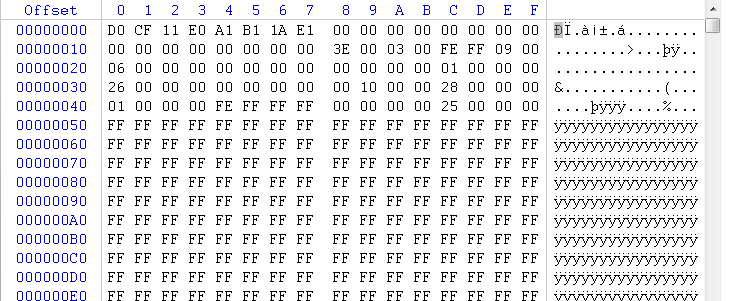 Offset 0 1 2 3 4 5 6 7 8 9 A B C D E F
00000000 D0 CF 11 E0 A1 B1 1A E1 00 00 00 00 00 00 00 00 ÐÏ.à¡±.á........
00000010 00 00 00 00 00 00 00 00 3E 00 03 00 FE FF 09 00 ........>...þÿ..
00000020 06 00 00 00 00 00 00 00 00 00 00 00 01 00 00 00 ................
00000030 26 00 00 00 00 00 00 00 00 10 00 00 28 00 00 00 &...........(...
00000040 01 00 00 00 FE FF FF FF 00 00 00 00 25 00 00 00 ....þÿÿÿ....%...
00000050 FF FF FF FF FF FF FF FF FF FF FF FF FF FF FF FF ÿÿÿÿÿÿÿÿÿÿÿÿÿÿÿÿ
00000060 FF FF FF FF FF FF FF FF FF FF FF FF FF FF FF FF ÿÿÿÿÿÿÿÿÿÿÿÿÿÿÿÿ
00000070 FF FF FF FF FF FF FF FF FF FF FF FF FF FF FF FF ÿÿÿÿÿÿÿÿÿÿÿÿÿÿÿÿ
00000080 FF FF FF FF FF FF FF FF FF FF FF FF FF FF FF FF ÿÿÿÿÿÿÿÿÿÿÿÿÿÿÿÿ
00000090 FF FF FF FF FF FF FF FF FF FF FF FF FF FF FF FF ÿÿÿÿÿÿÿÿÿÿÿÿÿÿÿÿ
000000A0 FF FF FF FF FF FF FF FF FF FF FF FF FF FF FF FF ÿÿÿÿÿÿÿÿÿÿÿÿÿÿÿÿ
000000B0 FF FF FF FF FF FF FF FF FF FF FF FF FF FF FF FF ÿÿÿÿÿÿÿÿÿÿÿÿÿÿÿÿ
000000C0 FF FF FF FF FF FF FF FF FF FF FF FF FF FF FF FF ÿÿÿÿÿÿÿÿÿÿÿÿÿÿÿÿ
000000D0 FF FF FF FF FF FF FF FF FF FF FF FF FF FF FF FF ÿÿÿÿÿÿÿÿÿÿÿÿÿÿÿÿ
000000E0 FF FF FF FF FF FF FF FF FF FF FF FF FF FF FF FF ÿÿÿÿÿÿÿÿÿÿÿÿÿÿÿÿ